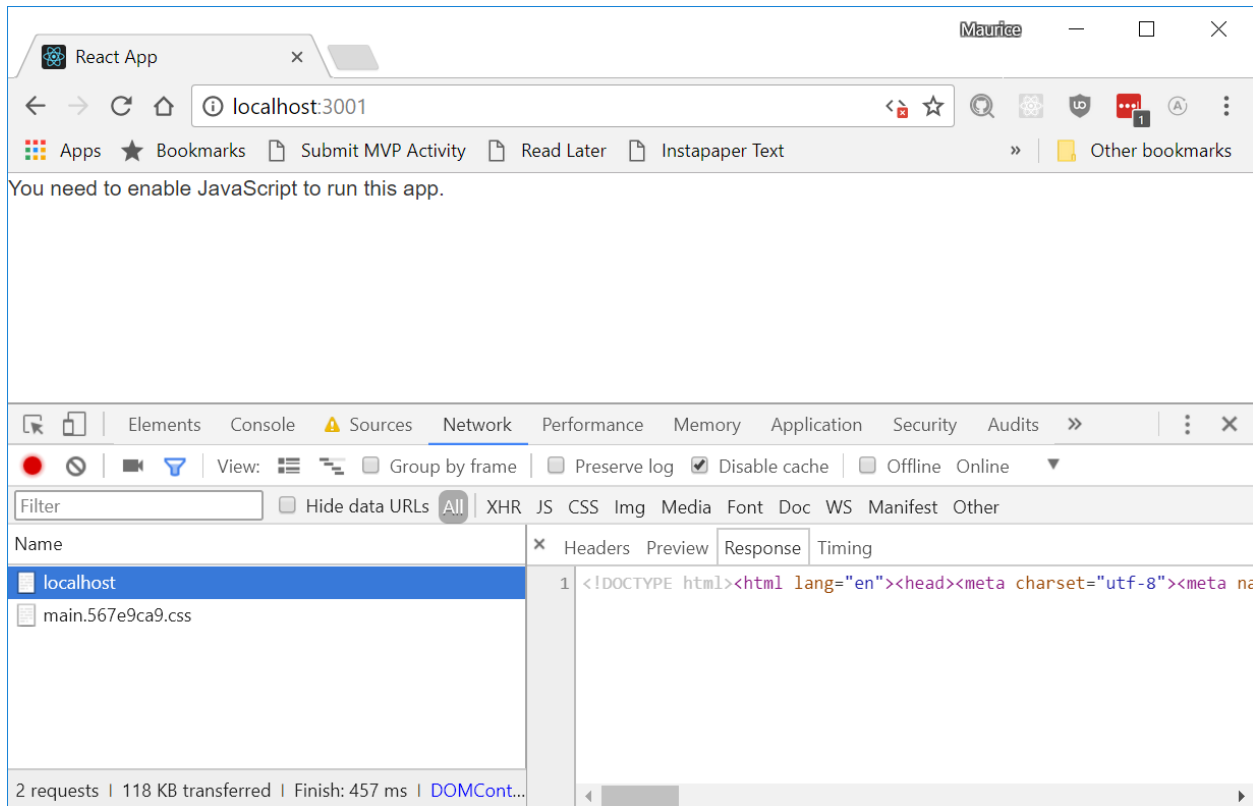 Maurice
React App
localhost:3001
1
Apps Bookmarks Submit MVP Activity Read Later Instapaper Text » Other bookmarks
You need to enable JavaScript to run this app.
Elements Console Sources Network Performance Memory Application Security Audits »
View: Group by frame Preserve log Disable cache Offline Online
Filter Hide data URLs All XHR JS CSS Img Media Font Doc WS Manifest Other
Name
Headers Preview Response Timing
localhost
main.567e9ca9.css
1 <!DOCTYPE html><html lang="en"><head><meta charset="utf-8"><meta na
2 requests | 118 KB transferred | Finish: 457 ms | DOMCont...